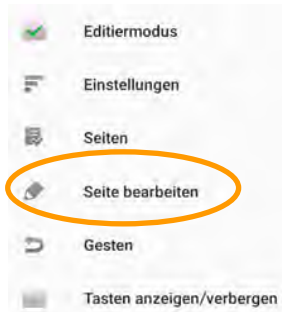 Editiermodus
Einstellungen
Seiten
Seite bearbeiten
Gesten
Tasten anzeigen/verbergen